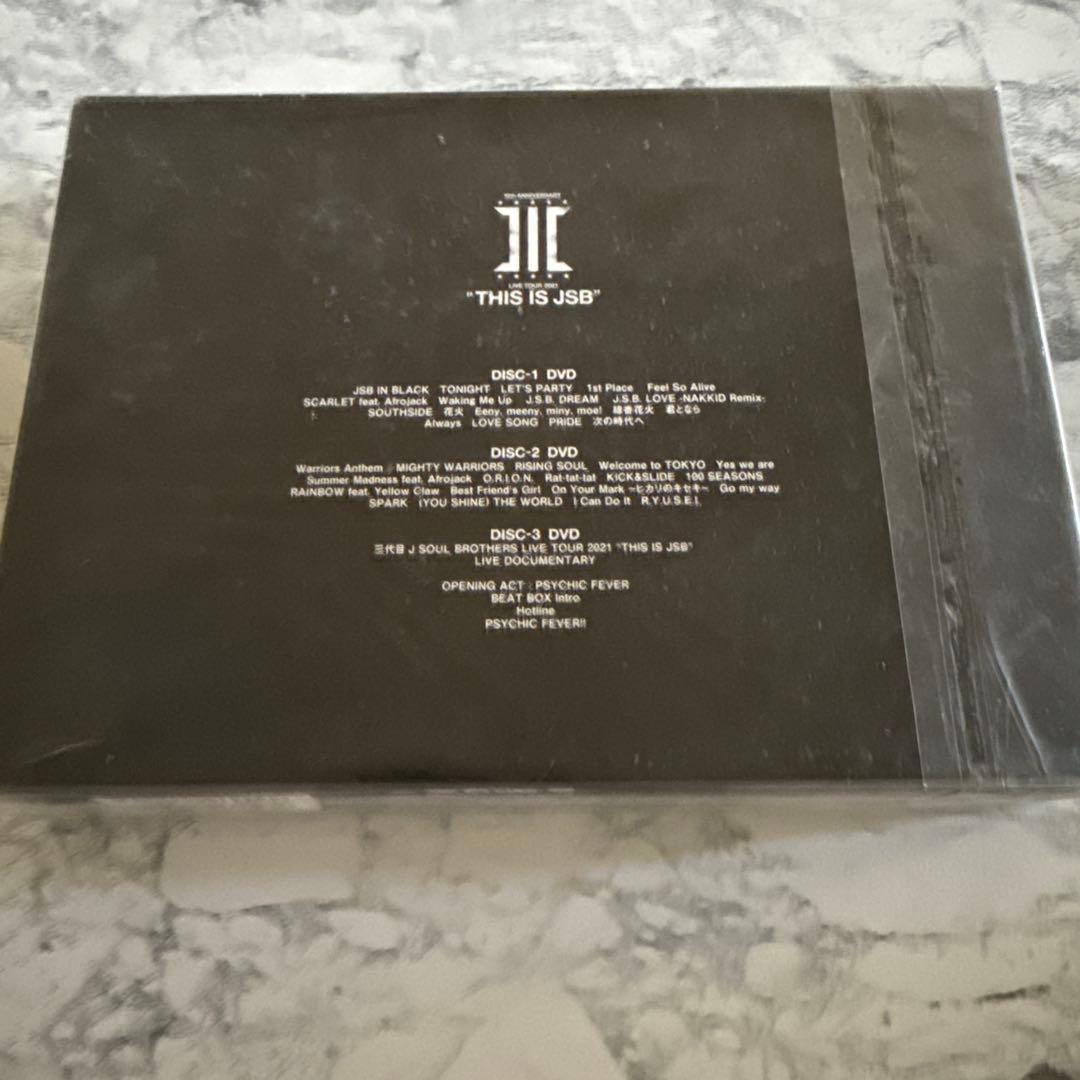 10th ANNIVERSARY
LIVE TOUR 2021
"THIS IS JSB"
DISC-1 DVD
JSB IN BLACK TONIGHT LET'S PARTY 1st Place Feel So Alive
SCARLET feat. Afrojack Waking Me Up J.S.B. DREAM J.S.B. LOVE -NAKKID Remix-
SOUTHSIDE 花火 Eeny, meeny, miny, moe! 線香花火 君となら
Always LOVE SONG PRIDE 次の時代へ
DISC-2 DVD
Warriors Anthem MIGHTY WARRIORS RISING SOUL Welcome to TOKYO Yes we are
Summer Madness feat. Afrojack O.R.I.O.N. Rat-tat-tat KICK&SLIDE 100 SEASONS
RAINBOW feat. Yellow Claw Best Friend's Girl On Your Mark ~ヒカリのキセキ~ Go my way
SPARK (YOU SHINE) THE WORLD I Can Do It R.Y.U.S.E.I.
DISC-3 DVD
三代目 J SOUL BROTHERS LIVE TOUR 2021 "THIS IS JSB"
LIVE DOCUMENTARY
OPENING ACT : PSYCHIC FEVER
BEAT BOX Intro
Hotline
PSYCHIC FEVER!!